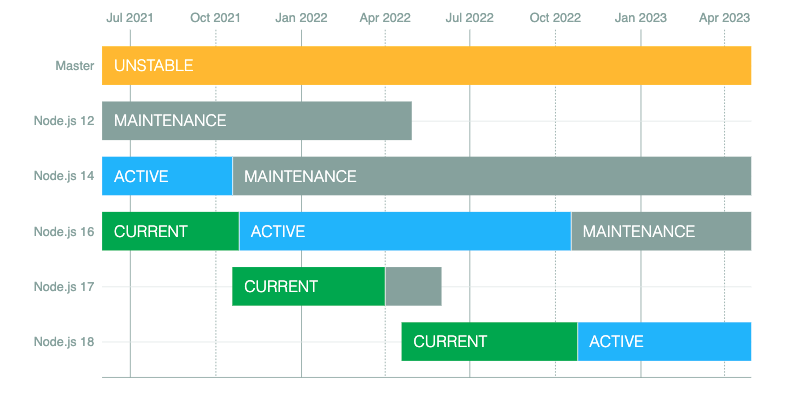 Jul 2021 Oct 2021 Jan 2022 Apr 2022 Jul 2022 Oct 2022 Jan 2023 Apr 2023
Master UNSTABLE
Node.js 12 MAINTENANCE
Node.js 14 ACTIVE MAINTENANCE
Node.js 16 CURRENT ACTIVE MAINTENANCE
Node.js 17 CURRENT
Node.js 18 CURRENT ACTIVE